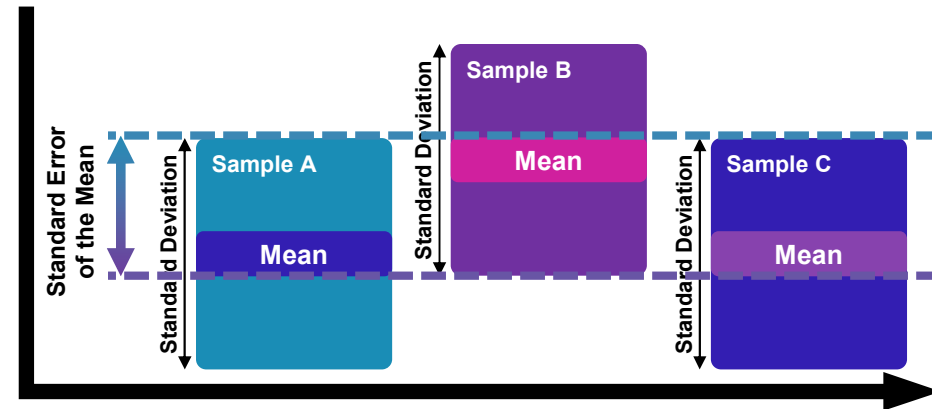 Standard Error
of the Mean
Standard Deviation
Sample A
Mean
Standard Deviation
Sample B
Mean
Standard Deviation
Sample C
Mean